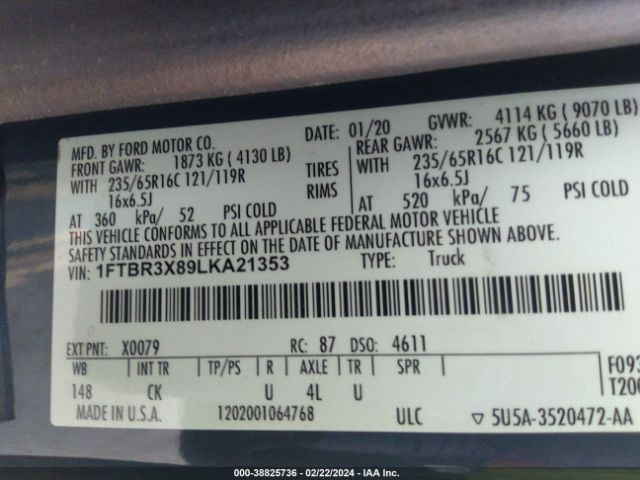 MFD. BY FORD MOTOR CO. DATE: 01/20 GVWR: 4114 KG ( 9070 LB)
FRONT GAWR: 1873 KG ( 4130 LB) REAR GAWR: 2567 KG ( 5660 LB)
WITH 235/65R16C 121/119R TIRES WITH 235/65R16C 121/119R
16x6.5J RIMS 16x6.5J
AT 360 kPa/ 52 PSI COLD AT 520 kPa/ 75 PSI COLD
THIS VEHICLE CONFORMS TO ALL APPLICABLE FEDERAL MOTOR VEHICLE
SAFETY STANDARDS IN EFFECT ON THE DATE OF MANUFACTURE SHOWN ABOVE.
VIN: 1FTBR3X89LKA21353 TYPE: Truck
EXT PNT: X0079 RC: 87 DSO: 4611
WB INT TR TP/PS R AXLE TR SPR F093
148 CK U 4L U T200
MADE IN U.S.A. 1202001064768 ULC ▽ 5U5A-3520472-AA
000-38825736 - 02/22/2024 - IAA Inc.